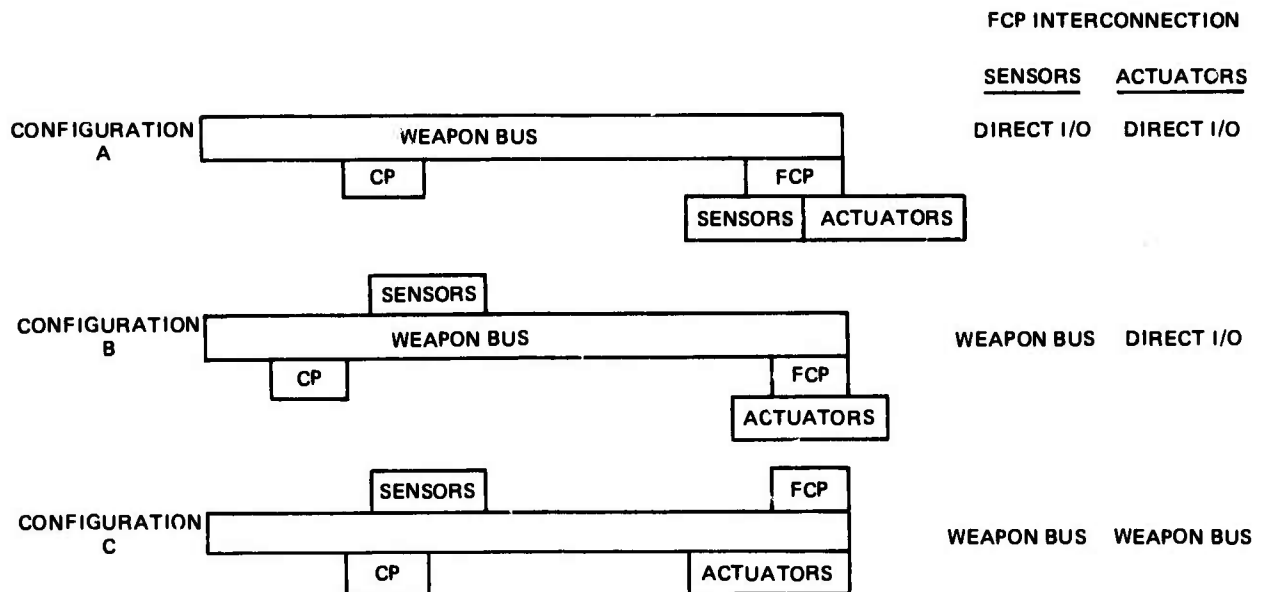 FCP INTERCONNECTION
SENSORS ACTUATORS
CONFIGURATION
A
WEAPON BUS
DIRECT I/O DIRECT I/O
CP
FCP
SENSORS ACTUATORS
SENSORS
CONFIGURATION
B
WEAPON BUS
WEAPON BUS DIRECT I/O
CP
FCP
ACTUATORS
SENSORS
FCP
CONFIGURATION
C
WEAPON BUS WEAPON BUS
CP
ACTUATORS